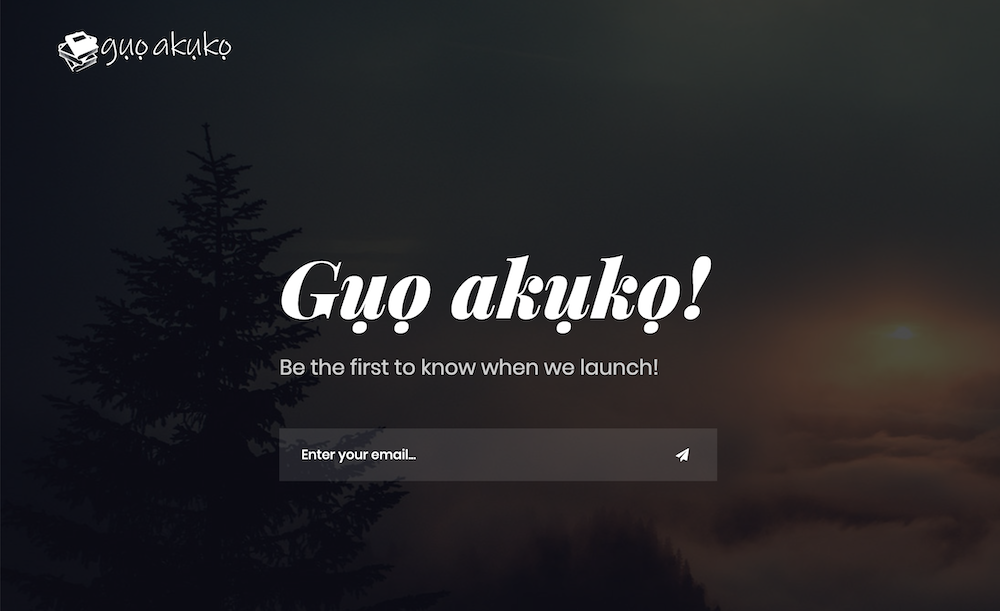 gụọ akụkọ
Gụọ akụkọ!
Be the first to know when we launch!
Enter your email...